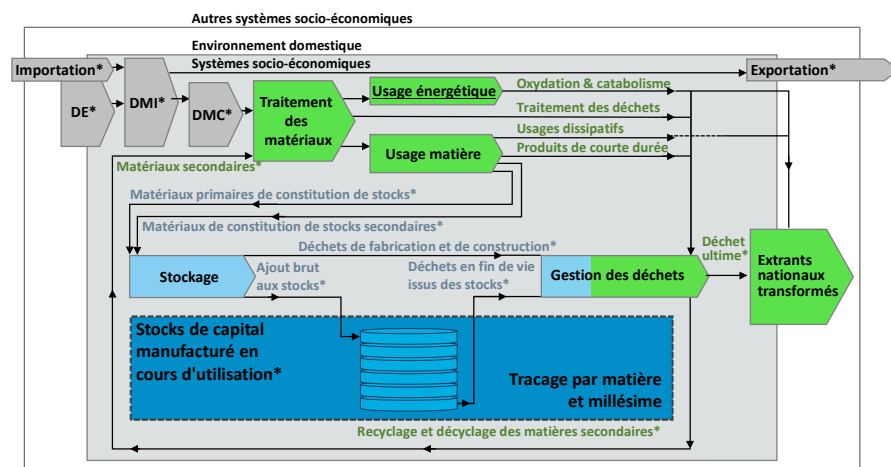 Autres systèmes socio-économiques
Environnement domestique
Systèmes socio-économiques
Importation*
Exportation*
DE*
DMI*
DMC*
Traitement
des
matériaux
Usage énergétique
Oxydation & catabolisme
Traitement des déchets
Usages dissipatifs
Usage matière
Produits de courte durée
Matériaux secondaires*
Matériaux primaires de constitution de stocks*
Matériaux de constitution de stocks secondaires*
Déchets de fabrication et de construction*
Stockage
Ajout brut
aux stocks*
Déchets en fin de vie
issus des stocks*
Gestion des déchets
Déchet
ultime*
Extrants
nationaux
transformés
Stocks de capital
manufacturé en
cours d'utilisation*
Tracage par matière
et millésime
Recyclage et décyclage des matières secondaires*